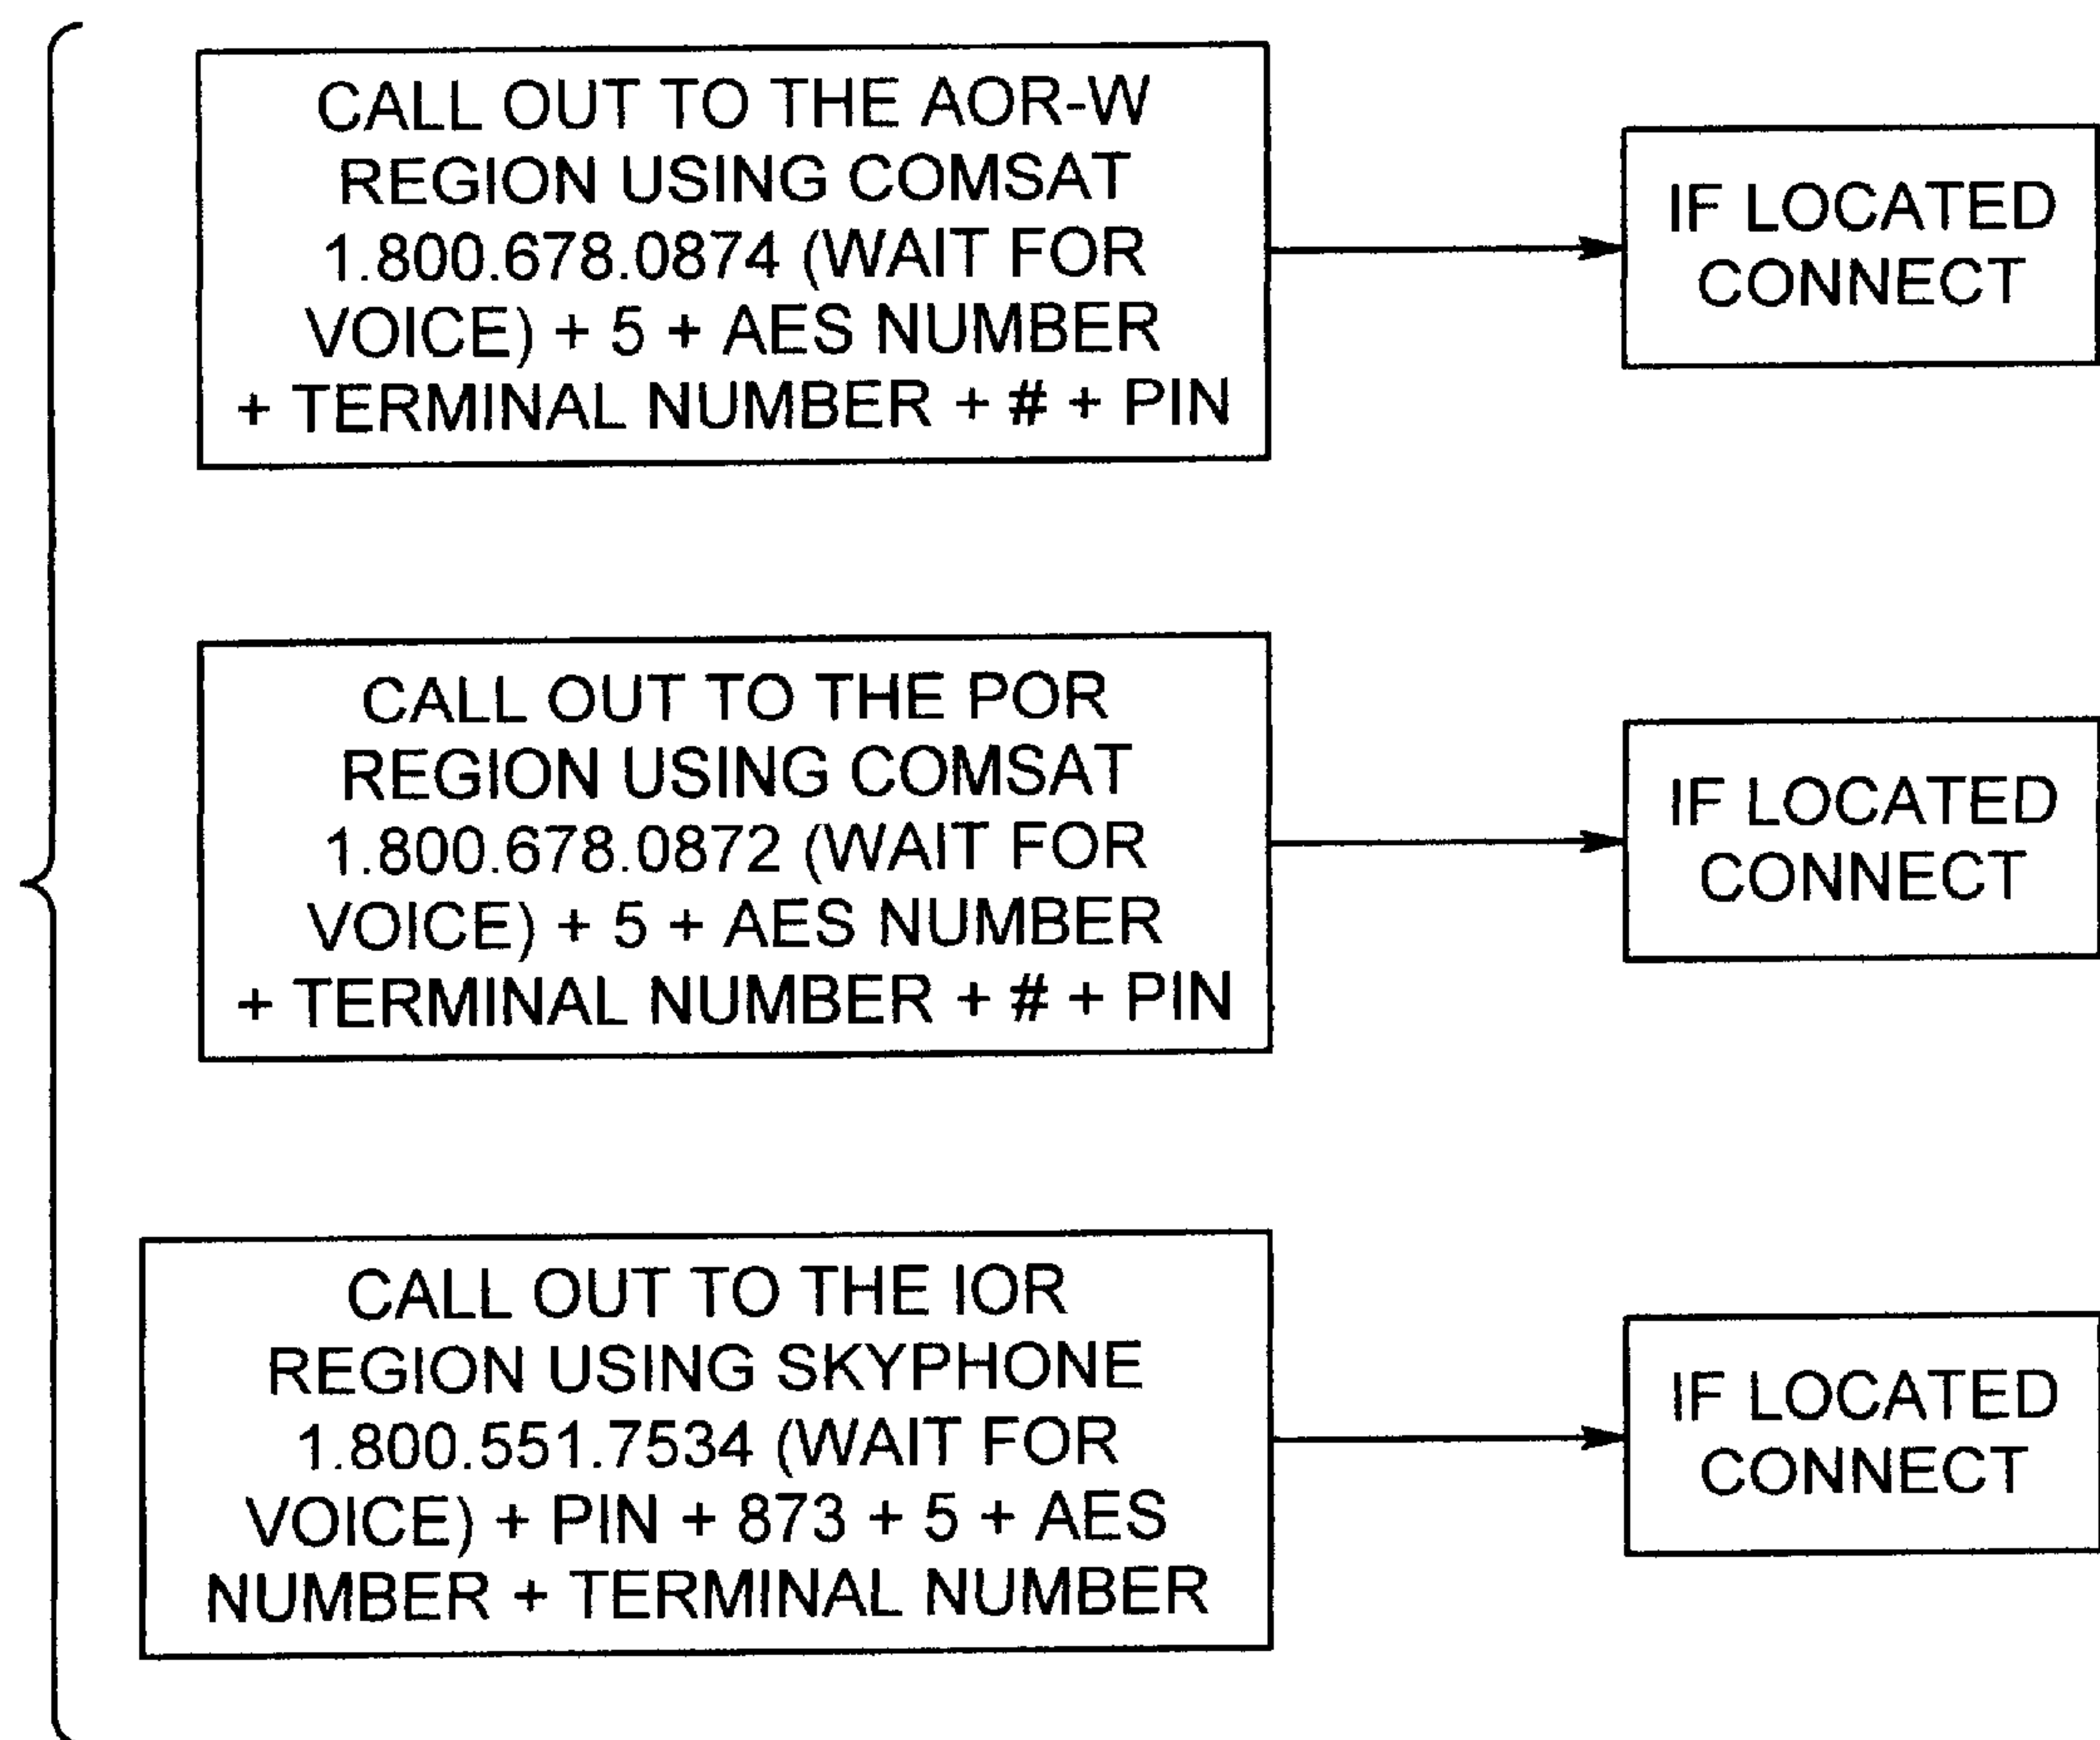 CALL OUT TO THE AOR-W
REGION USING COMSAT
1.800.678.0874 (WAIT FOR
VOICE) + 5 + AES NUMBER
+ TERMINAL NUMBER + # + PIN
IF LOCATED
CONNECT
CALL OUT TO THE POR
REGION USING COMSAT
1.800.678.0872 (WAIT FOR
VOICE) + 5 + AES NUMBER
+ TERMINAL NUMBER + # + PIN
IF LOCATED
CONNECT
CALL OUT TO THE IOR
REGION USING SKYPHONE
1.800.551.7534 (WAIT FOR
VOICE) + PIN + 873 + 5 + AES
NUMBER + TERMINAL NUMBER
IF LOCATED
CONNECT